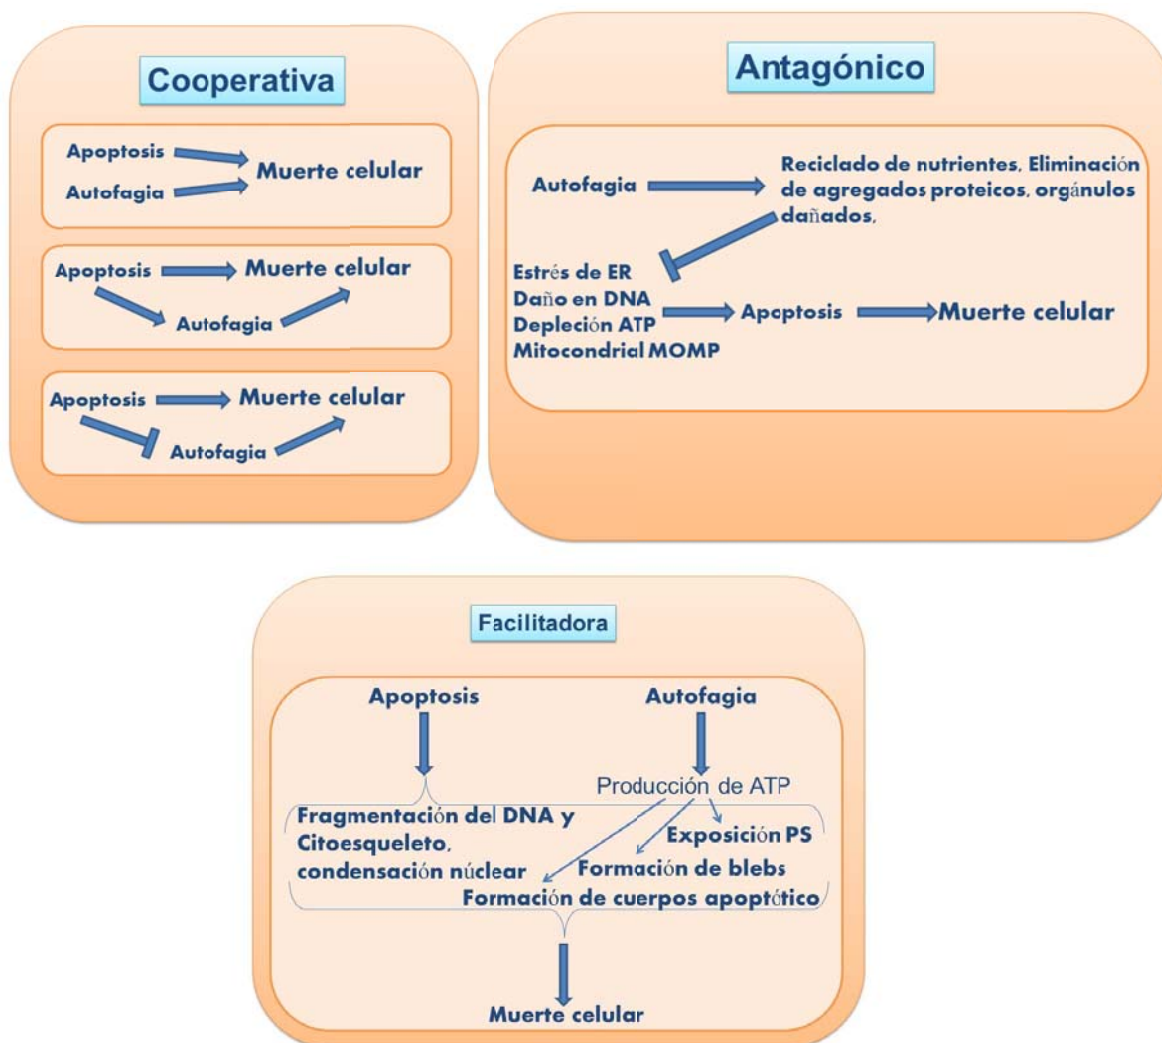 Cooperativa
Apoptosis
Autofagia
Muerte celular
Apoptosis
Muerte celular
Autofagia
Apoptosis
Muerte celular
Autofagia
Antagónico
Autofagia
Reciclado de nutrientes, Eliminación
de agregados proteicos, orgánulos
dañados,
Estrés de ER
Daño en DNA
Depleción ATP
Mitocondrial MOMP
Apoptosis
Muerte celular
Facilitadora
Apoptosis
Autofagia
Producción de ATP
Fragmentación del DNA y
Citoesqueleto,
condensación núclear
Exposición PS
Formación de blebs
Formación de cuerpos apoptótico
Muerte celular